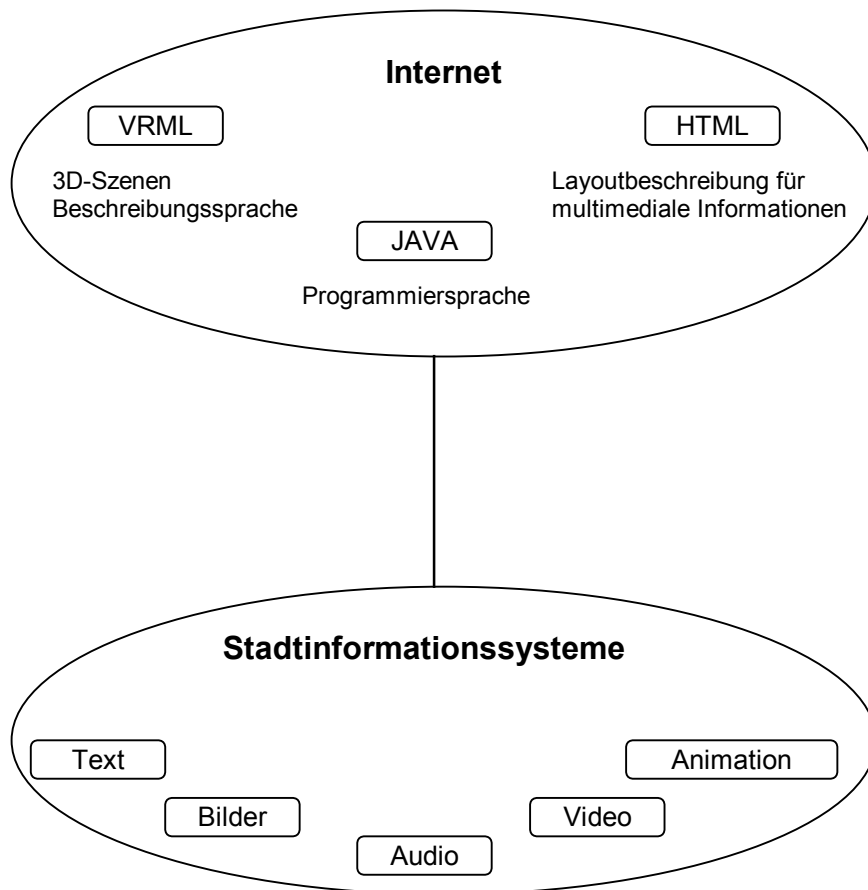 Internet
VRML
HTML
3D-Szenen
Beschreibungssprache
Layoutbeschreibung für
multimediale Informationen
JAVA
Programmiersprache
Stadtinformationssysteme
Text
Animation
Bilder
Video
Audio